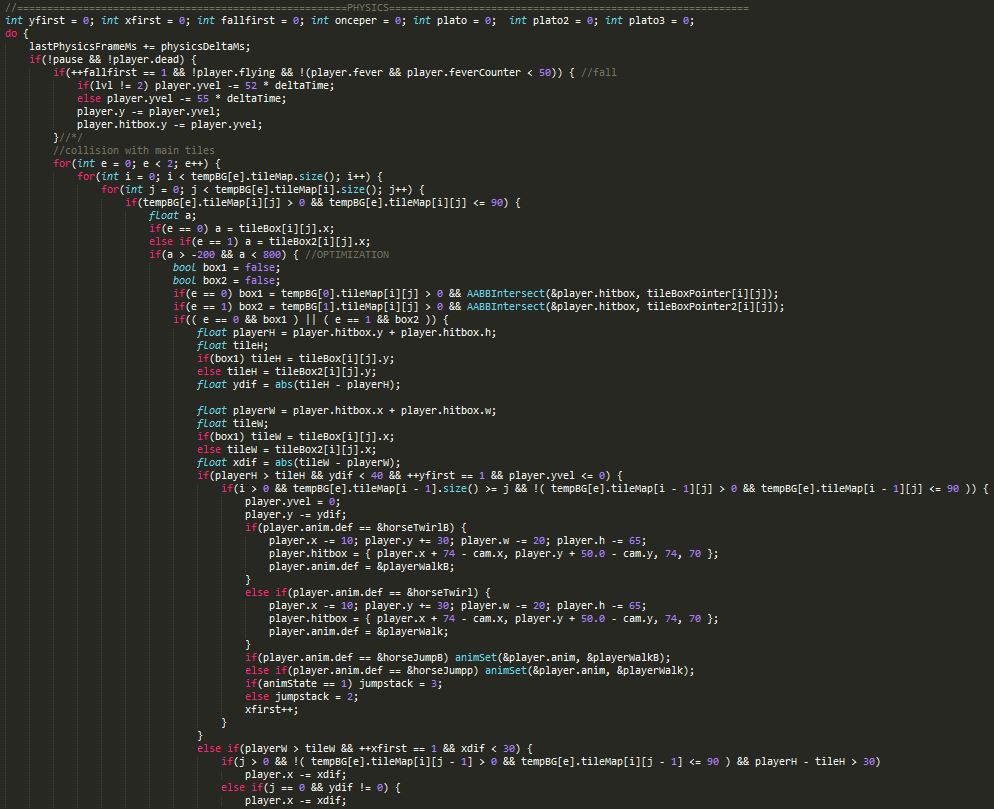 //=======================================================PHYSICS============================================================
int yfirst = 0; int xfirst = 0; int fallfirst = 0; int onceper = 0; int plato = 0;  int plato2 = 0; int plato3 = 0;
do {
    lastPhysicsFrameMs += physicsDeltaMs;
    if(!pause && !player.dead) {
        if(++fallfirst == 1 && !player.flying && !(player.fever && player.feverCounter < 50)) { //fall
            if(lvl != 2) player.yvel -= 52 * deltaTime;
            else player.yvel -= 55 * deltaTime;
            player.y -= player.yvel;
            player.hitbox.y -= player.yvel;
        }//*/
        //collision with main tiles
        for(int e = 0; e < 2; e++) {
            for(int i = 0; i < tempBG[e].tileMap.size(); i++) {
                for(int j = 0; j < tempBG[e].tileMap[i].size(); j++) {
                    if(tempBG[e].tileMap[i][j] > 0 && tempBG[e].tileMap[i][j] <= 90) {
                        float a;
                        if(e == 0) a = tileBox[i][j].x;
                        else if(e == 1) a = tileBox2[i][j].x;
                        if(a > -200 && a < 800) { //OPTIMIZATION
                            bool box1 = false;
                            bool box2 = false;
                            if(e == 0) box1 = tempBG[0].tileMap[i][j] > 0 && AABBIntersect(&player.hitbox, tileBoxPointer[i][j]);
                            if(e == 1) box2 = tempBG[1].tileMap[i][j] > 0 && AABBIntersect(&player.hitbox, tileBoxPointer2[i][j]);
                            if(( e == 0 && box1 ) || ( e == 1 && box2 )) {
                                float playerH = player.hitbox.y + player.hitbox.h;
                                float tileH;
                                if(box1) tileH = tileBox[i][j].y;
                                else tileH = tileBox2[i][j].y;
                                float ydif = abs(tileH - playerH);

                                float playerW = player.hitbox.x + player.hitbox.w;
                                float tileW;
                                if(box1) tileW = tileBox[i][j].x;
                                else tileW = tileBox2[i][j].x;
                                float xdif = abs(tileW - playerW);
                                if(playerH > tileH && ydif < 40 && ++yfirst == 1 && player.yvel <= 0) {
                                    if(i > 0 && tempBG[e].tileMap[i - 1].size() >= j && !( tempBG[e].tileMap[i - 1][j] > 0 && tempBG[e].tileMap[i - 1][j] <= 90 )) {
                                        player.yvel = 0;
                                        player.y -= ydif;
                                        if(player.anim.def == &horseTwirlB) {
                                            player.x -= 10; player.y += 30; player.w -= 20; player.h -= 65;
                                            player.hitbox = { player.x + 74 - cam.x, player.y + 50.0 - cam.y, 74, 70 };
                                            player.anim.def = &playerWalkB;
                                        }
                                        else if(player.anim.def == &horseTwirl) {
                                            player.x -= 10; player.y += 30; player.w -= 20; player.h -= 65;
                                            player.hitbox = { player.x + 74 - cam.x, player.y + 50.0 - cam.y, 74, 70 };
                                            player.anim.def = &playerWalk;
                                        }
                                        if(player.anim.def == &horseJumpB) animSet(&player.anim, &playerWalkB);
                                        else if(player.anim.def == &horseJumpp) animSet(&player.anim, &playerWalk);
                                        if(animState == 1) jumpstack = 3;
                                        else jumpstack = 2;
                                        xfirst++;
                                    }
                                }
                                else if(playerW > tileW && ++xfirst == 1 && xdif < 30) {
                                    if(j > 0 && !( tempBG[e].tileMap[i][j - 1] > 0 && tempBG[e].tileMap[i][j - 1] <= 90 ) && playerH - tileH > 30)
                                        player.x -= xdif;
                                    else if(j == 0 && ydif != 0) {
                                        player.x -= xdif;